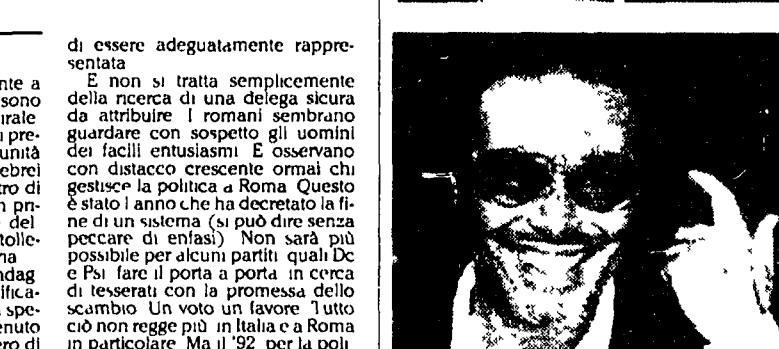 nte a
sono
urale
i pre-
unità
ebrei
tro di
n pri-
del
tolle-
na
ndag
ifica-
spe-
enuto
ero di
di essere adeguatamente rappre-
sentata
E non si tratta semplicemente
della ricerca di una delega sicura
da attribuire I romani sembrano
guardare con sospetto gli uomini
dei facili entusiasmi E osservano
con distacco crescente ormai chi
gestisce la politica a Roma Questo
è stato l anno che ha decretato la fi-
ne di un sistema (si può dire senza
peccare di enfasi) Non sarà più
possibile per alcuni partiti quali Dc
e Psi fare il porta a porta in cerca
di tesserati con la promessa dello
scambio Un voto un favore Tutto
ciò non regge più in Italia e a Roma
in particolare Ma il '92 per la poli